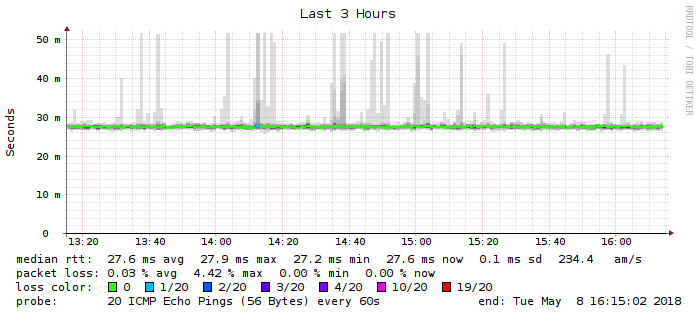 Last 3 Hours
RRDTOOL / TOBI OETIKER
Seconds
50 m
40 m
30 m
20 m
10 m
0
13:20 13:40 14:00 14:20 14:40 15:00 15:20 15:40 16:00
median rtt: 27.6 ms avg 27.9 ms max 27.2 ms min 27.6 ms now 0.1 ms sd 234.4 am/s
packet loss: 0.03 % avg 4.42 % max 0.00 % min 0.00 % now
loss color: 0 1/20 2/20 3/20 4/20 10/20 19/20
probe: 20 ICMP Echo Pings (56 Bytes) every 60s end: Tue May 8 16:15:02 2018